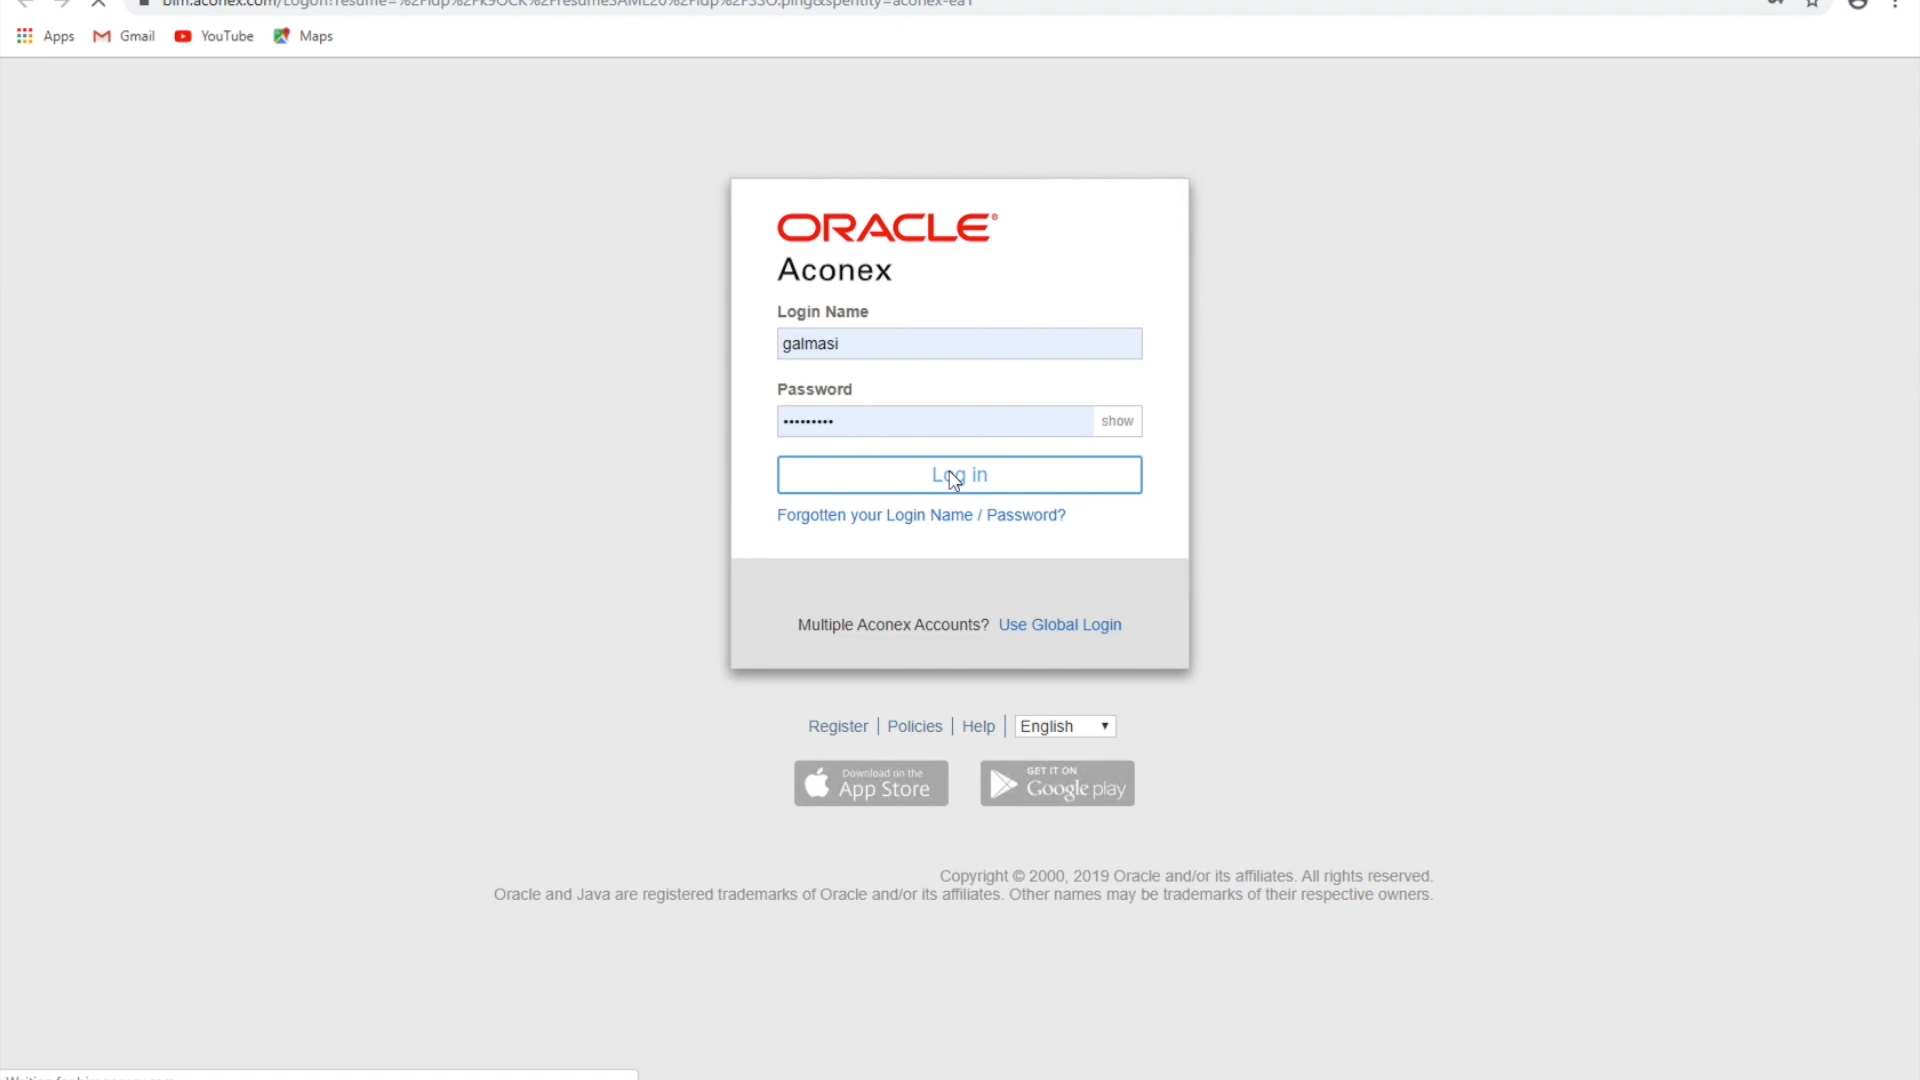 Apps Gmail YouTube Maps
ORACLE®
Aconex
Login Name
galmasi
Password
••••••••• show
Log in
Forgotten your Login Name / Password?
Multiple Aconex Accounts? Use Global Login
Register | Policies | Help | English
Download on the
App Store
GET IT ON
Google play
Copyright © 2000, 2019 Oracle and/or its affiliates. All rights reserved.
Oracle and Java are registered trademarks of Oracle and/or its affiliates. Other names may be trademarks of their respective owners.